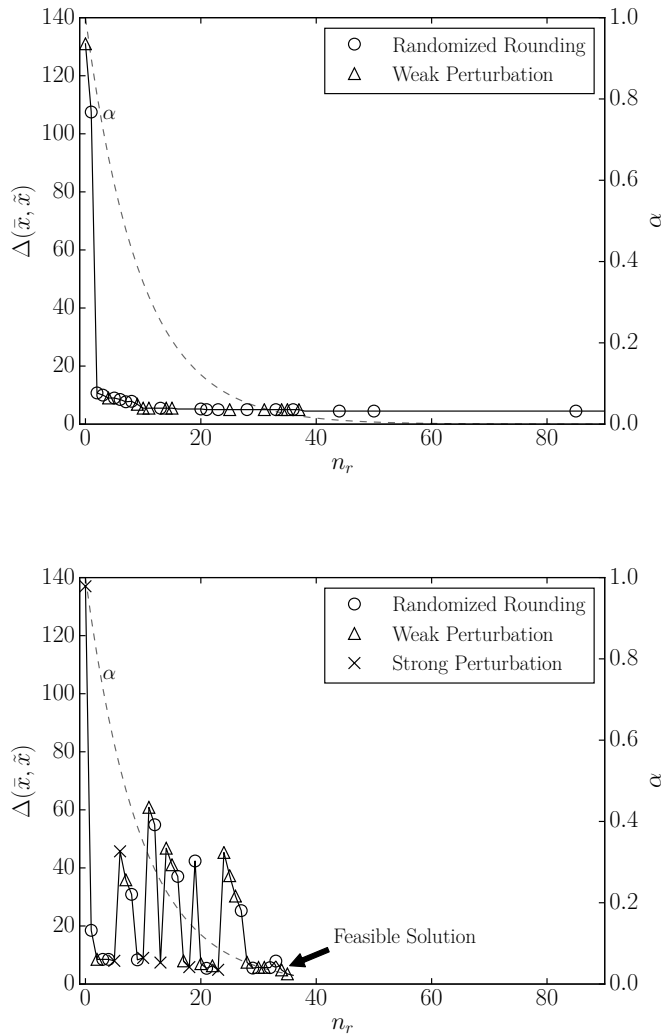 140
120
100
80
60
40
20
0
Δ(x̄, x̃)
1.0
0.8
0.6
0.4
0.2
0.0
α
Randomized Rounding
Weak Perturbation
α
0 20 40 60 80
n_r
140
120
100
80
60
40
20
0
Δ(x̄, x̃)
1.0
0.8
0.6
0.4
0.2
0.0
α
Randomized Rounding
Weak Perturbation
Strong Perturbation
α
Feasible Solution
0 20 40 60 80
n_r